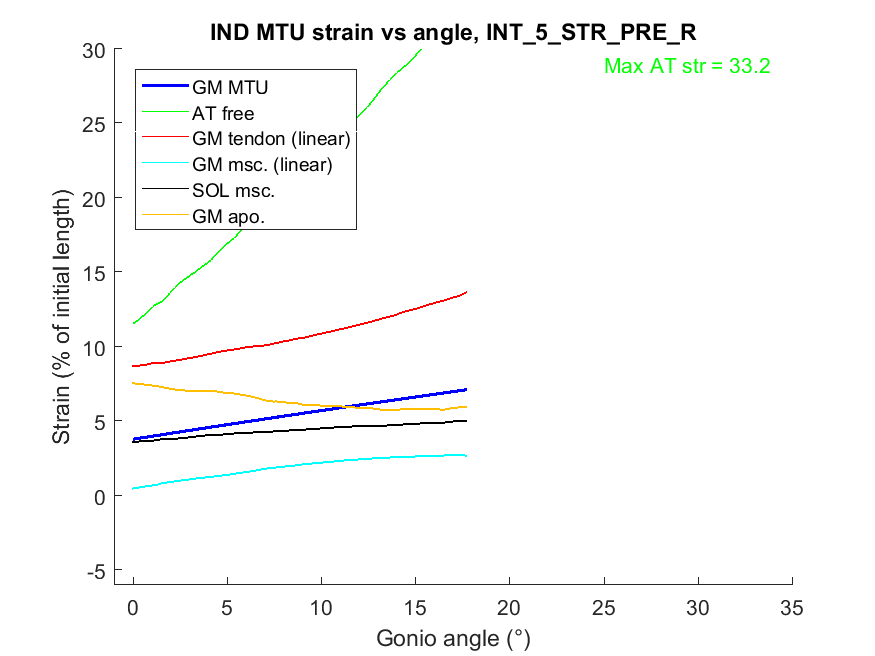 IND MTU strain vs angle, INT_5_STR_PRE_R
Max AT str = 33.2
GM MTU
AT free
GM tendon (linear)
GM msc. (linear)
SOL msc.
GM apo.
Strain (% of initial length)
30
25
20
15
10
5
0
-5
0 5 10 15 20 25 30 35
Gonio angle (°)